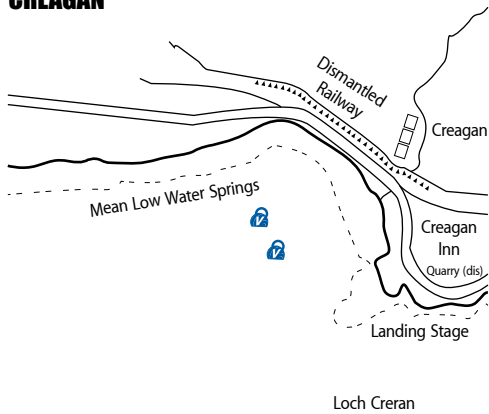 CREAGAN
Dismantled
Railway
Creagan
Mean Low Water Springs
V
V
Creagan
Inn
Quarry (dis)
Landing Stage
Loch Creran